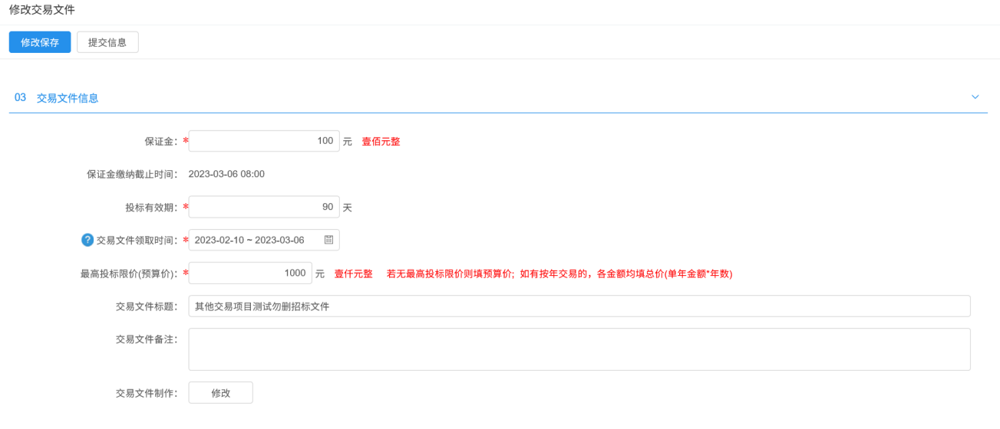 修改交易文件
修改保存 提交信息
03 交易文件信息
保证金: * 100 元 壹佰元整
保证金缴纳截止时间: 2023-03-06 08:00
投标有效期: * 90 天
? 交易文件领取时间: * 2023-02-10 ~ 2023-03-06
最高投标限价(预算价): * 1000 元 壹仟元整 若无最高投标限价则填预算价; 如有按年交易的，各金额均填总价(单年金额*年数)
交易文件标题: 其他交易项目测试勿删招标文件
交易文件备注:
交易文件制作: 修改